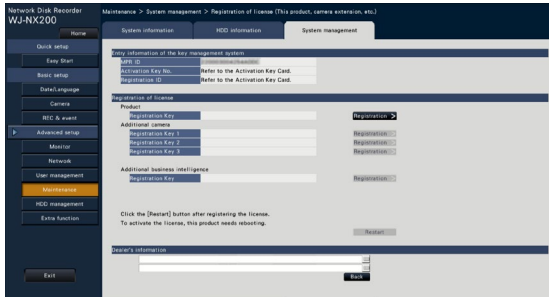 Network Disk Recorder
WJ-NX200
Home
Quick setup
Easy Start
Basic setup
Date/Language
Camera
REC & event
Advanced setup
Monitor
Network
User management
Maintenance
HDD management
Extra function
Exit
Maintenance > System management > Registration of license (This product, camera extension, etc.)
System information
HDD information
System management
Entry information of the key management system
MPR ID
Activation Key No. Refer to the Activation Key Card.
Registration ID Refer to the Activation Key Card.
Registration of license
Product
Registration Key Registration >
Additional camera
Registration Key 1 Registration
Registration Key 2 Registration
Registration Key 3 Registration
Additional business intelligence
Registration Key Registration
Click the [Restart] button after registering the license.
To activate the license, this product needs rebooting.
Restart
Dearer's information
Back